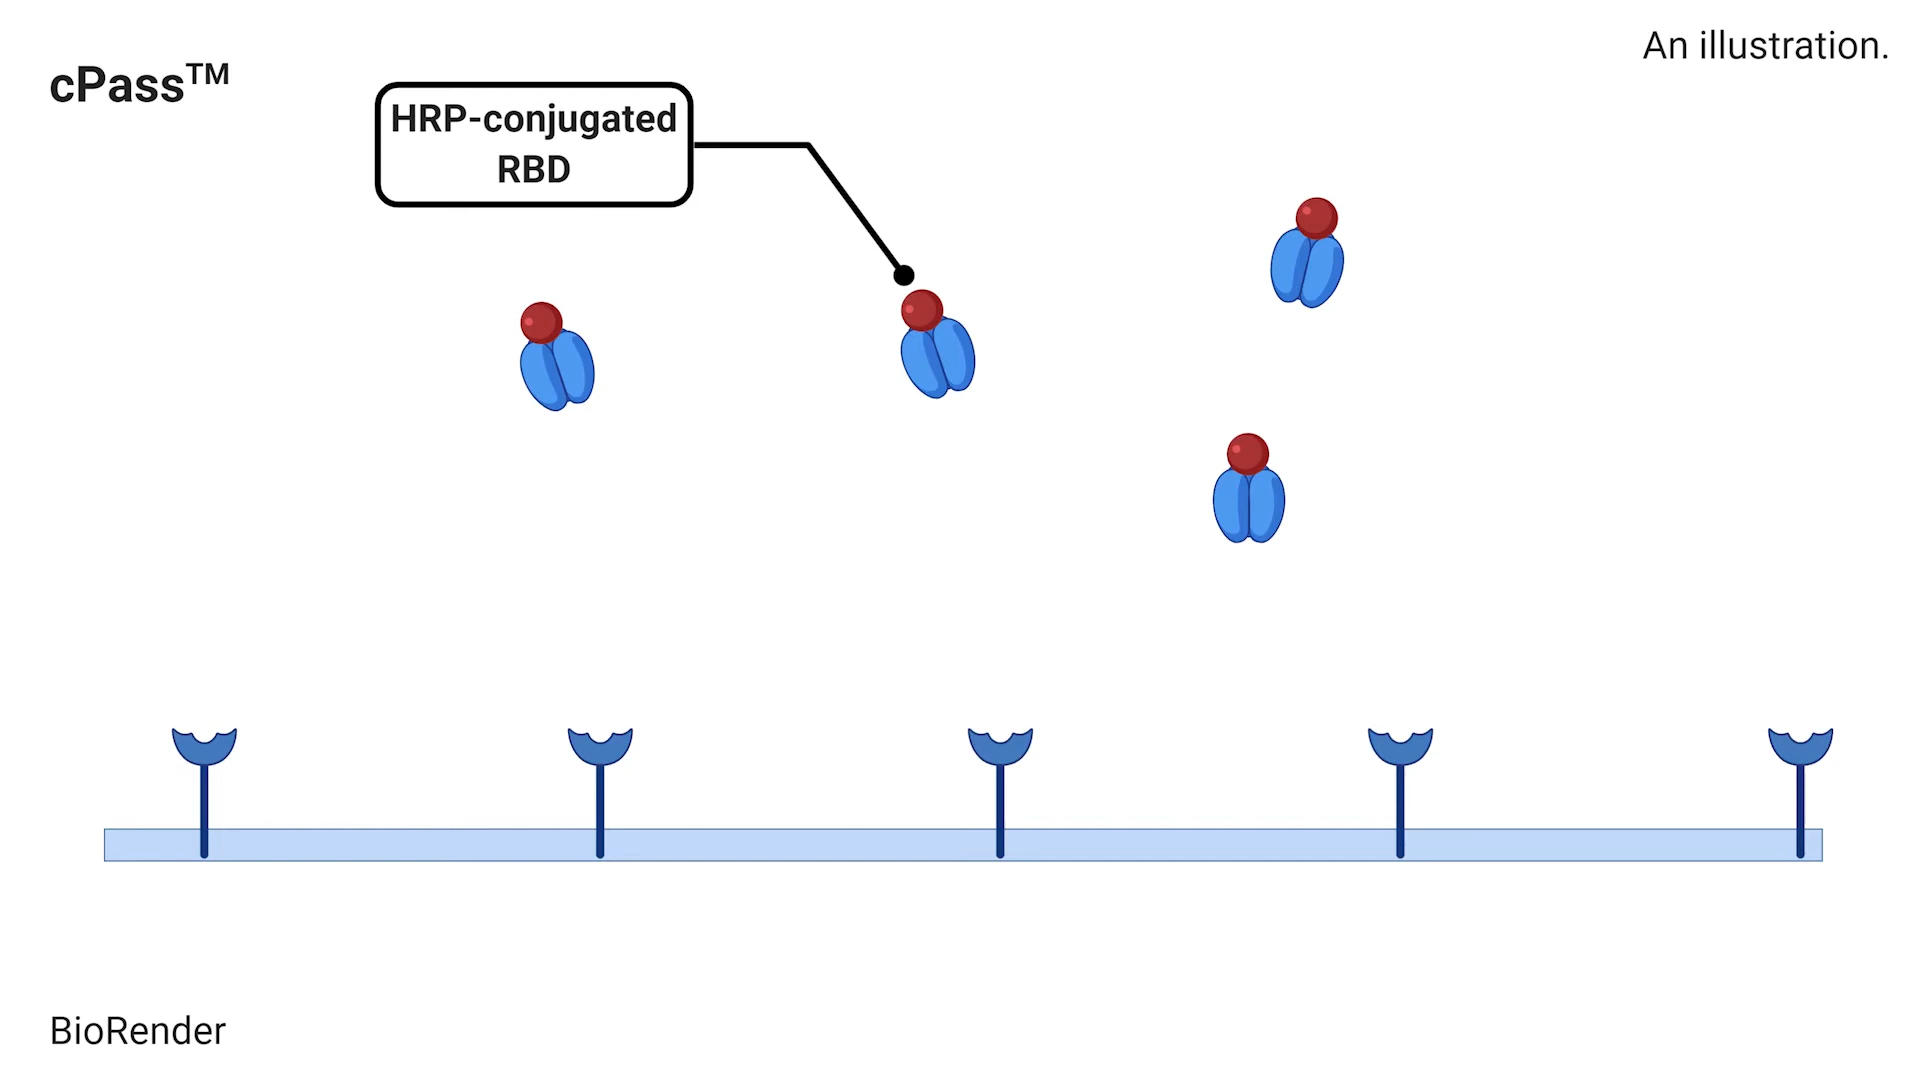 An illustration.
cPass™
HRP-conjugated
RBD
BioRender